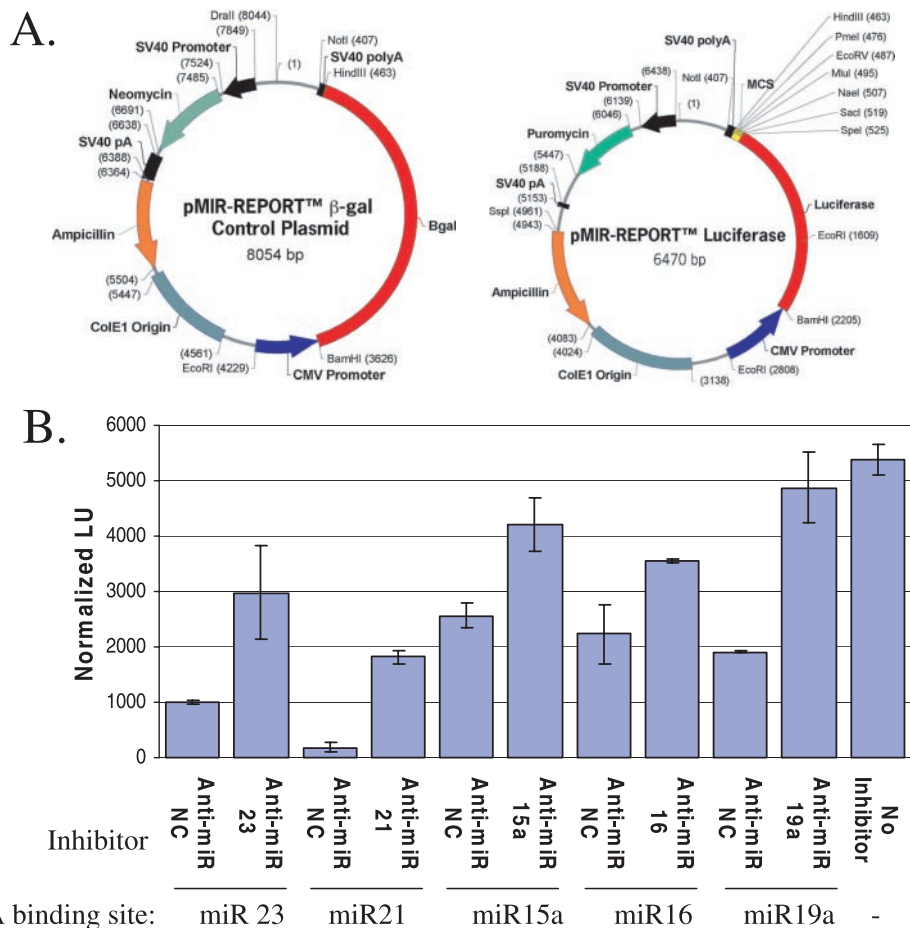 A.
DraII (8044)
(7849)
SV40 Promoter
(7524)
(7485)
Neomycin
(6691)
(6638)
SV40 pA
(6388)
(6364)
Ampicillin
(5504)
(5447)
ColE1 Origin
(4561)
EcoRI (4229)
CMV Promoter
BamHI (3626)
Bgal
HindIII (463)
SV40 polyA
NotI (407)
(1)
pMIR-REPORT™ β-gal
Control Plasmid
8054 bp
SV40 polyA
(6438)
SV40 Promoter
(6139)
(6046)
Puromycin
(5447)
(5188)
SV40 pA
(5153)
SspI (4961)
(4943)
Ampicillin
(4083)
(4024)
ColE1 Origin
(3138)
EcoRI (2808)
CMV Promoter
BamHI (2205)
EcoRI (1609)
Luciferase
NotI (407)
(1)
MCS
HindIII (463)
PmeI (476)
EcoRV (487)
MluI (495)
NaeI (507)
SacI (519)
SpeI (525)
pMIR-REPORT™ Luciferase
6470 bp
B.
Normalized LU
6000
5000
4000
3000
2000
1000
0
Inhibitor
Anti-miR NC
Anti-miR 23
Anti-miR NC
Anti-miR 21
Anti-miR NC
Anti-miR 15a
Anti-miR NC
Anti-miR 16
Anti-miR NC
Anti-miR 19a
No Inhibitor
A binding site: miR 23 miR21 miR15a miR16 miR19a -